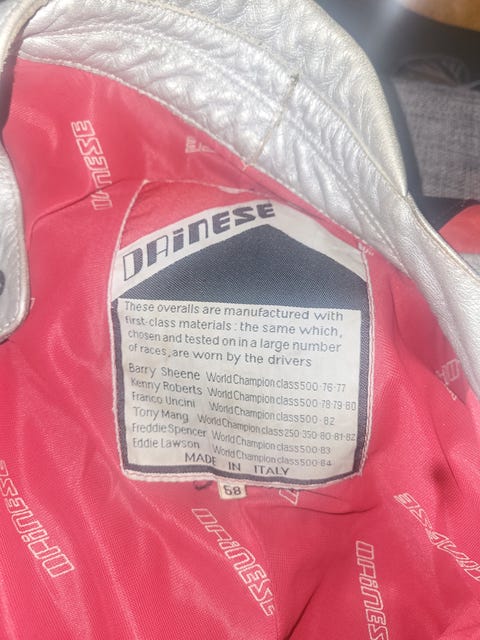 DAINESE
DAINESE
These overalls are manufactured with
first-class materials: the same which,
chosen and tested on in a large number
of races, are worn by the drivers
Barry Sheene World Champion class 500·76·77
Kenny Roberts World Champion class 500·78·79·80
Franco Uncini World Champion class 500·82
Tony Mang World Champion class 250·350·80·81·82
Freddie Spencer World Champion class 500·83
Eddie Lawson World Champion class 500·84
MADE IN ITALY
58
DAINESE
DAINESE
DAINESE
DAINESE